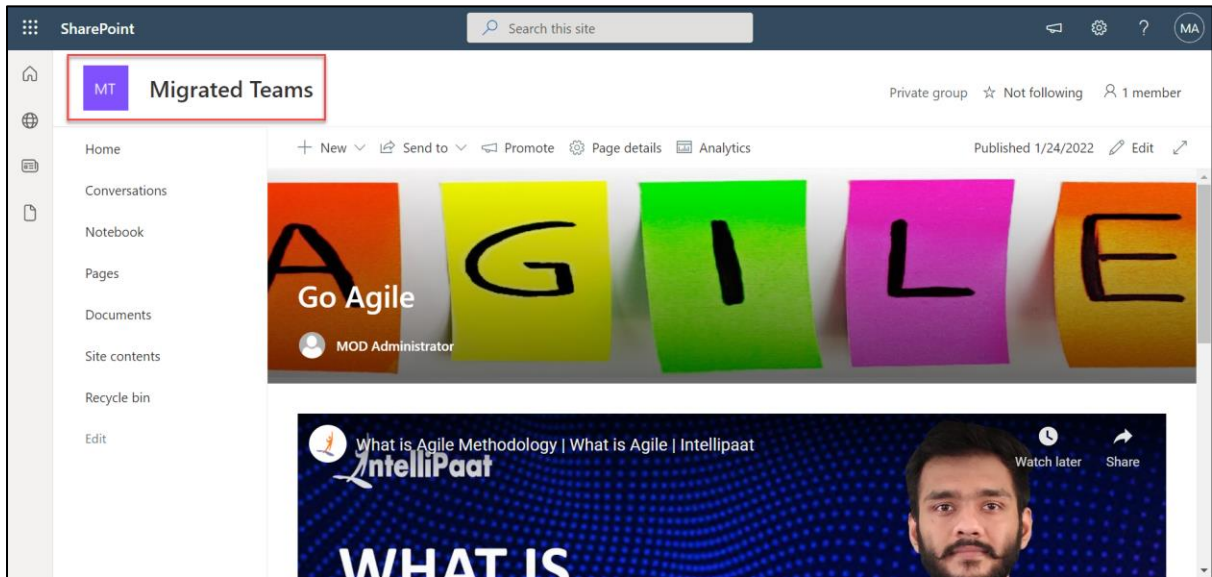 SharePoint
Search this site
?
MA
MT
Migrated Teams
Private group
Not following
1 member
Home
Conversations
Notebook
Pages
Documents
Site contents
Recycle bin
Edit
New
Send to
Promote
Page details
Analytics
Published 1/24/2022
Edit
AGILE
Go Agile
MOD Administrator
What is Agile Methodology | What is Agile | Intellipaat
IntelliPaat
Watch later
Share
WHAT IS